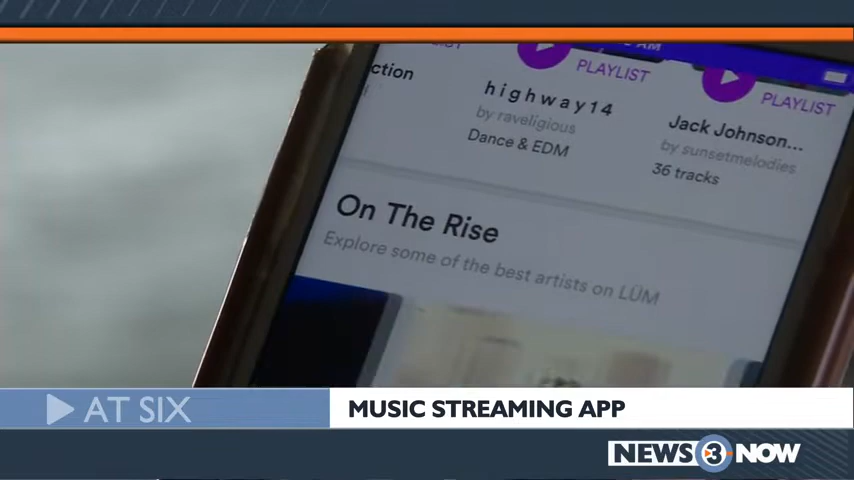 PLAYLIST
PLAYLIST
ction
highway14
by raveligious
Dance & EDM
Jack Johnson...
by sunsetmelodies
36 tracks
On The Rise
Explore some of the best artists on LÜM
AT SIX
MUSIC STREAMING APP
NEWS 3 NOW